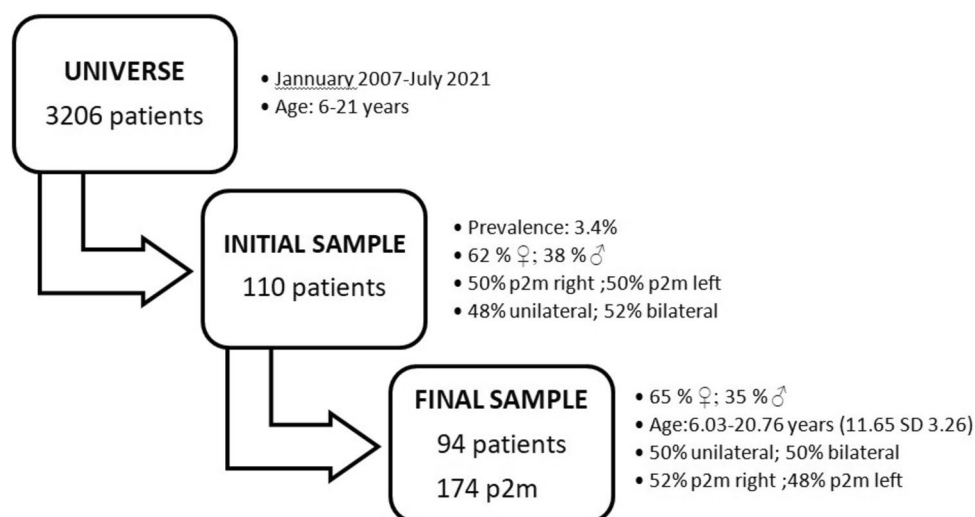 UNIVERSE
3206 patients
• Jannuary 2007-July 2021
• Age: 6-21 years
INITIAL SAMPLE
110 patients
• Prevalence: 3.4%
• 62 % ♀; 38 % ♂
• 50% p2m right ;50% p2m left
• 48% unilateral; 52% bilateral
FINAL SAMPLE
94 patients
174 p2m
• 65 % ♀; 35 % ♂
• Age:6.03-20.76 years (11.65 SD 3.26)
• 50% unilateral; 50% bilateral
• 52% p2m right ;48% p2m left